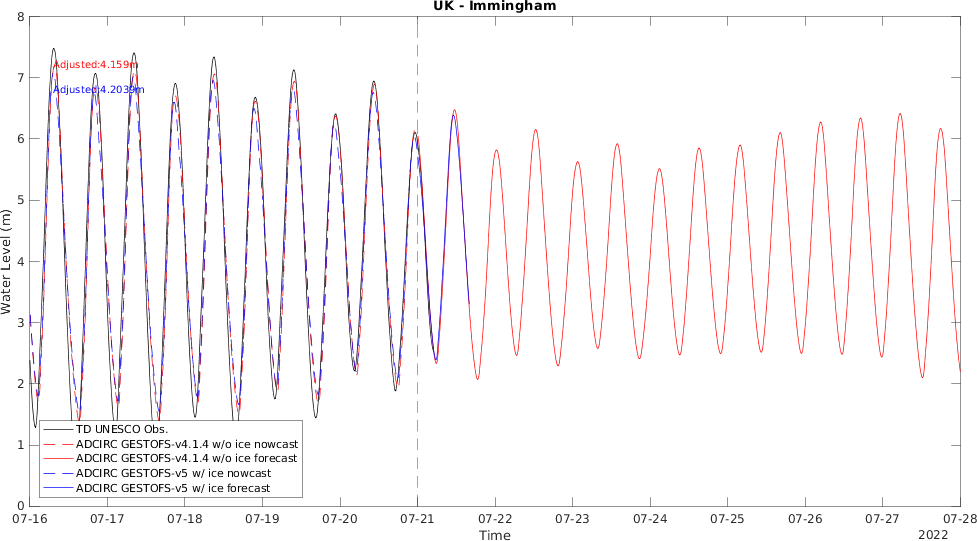 UK - Immingham
8
7
6
5
4
3
2
1
0
Water Level (m)
Adjusted:4.159m
Adjusted:4.2039m
TD UNESCO Obs.
ADCIRC GESTOFS-v4.1.4 w/o ice nowcast
ADCIRC GESTOFS-v4.1.4 w/o ice forecast
ADCIRC GESTOFS-v5 w/ ice nowcast
ADCIRC GESTOFS-v5 w/ ice forecast
07-16 07-17 07-18 07-19 07-20 07-21 07-22 07-23 07-24 07-25 07-26 07-27 07-28
Time
2022